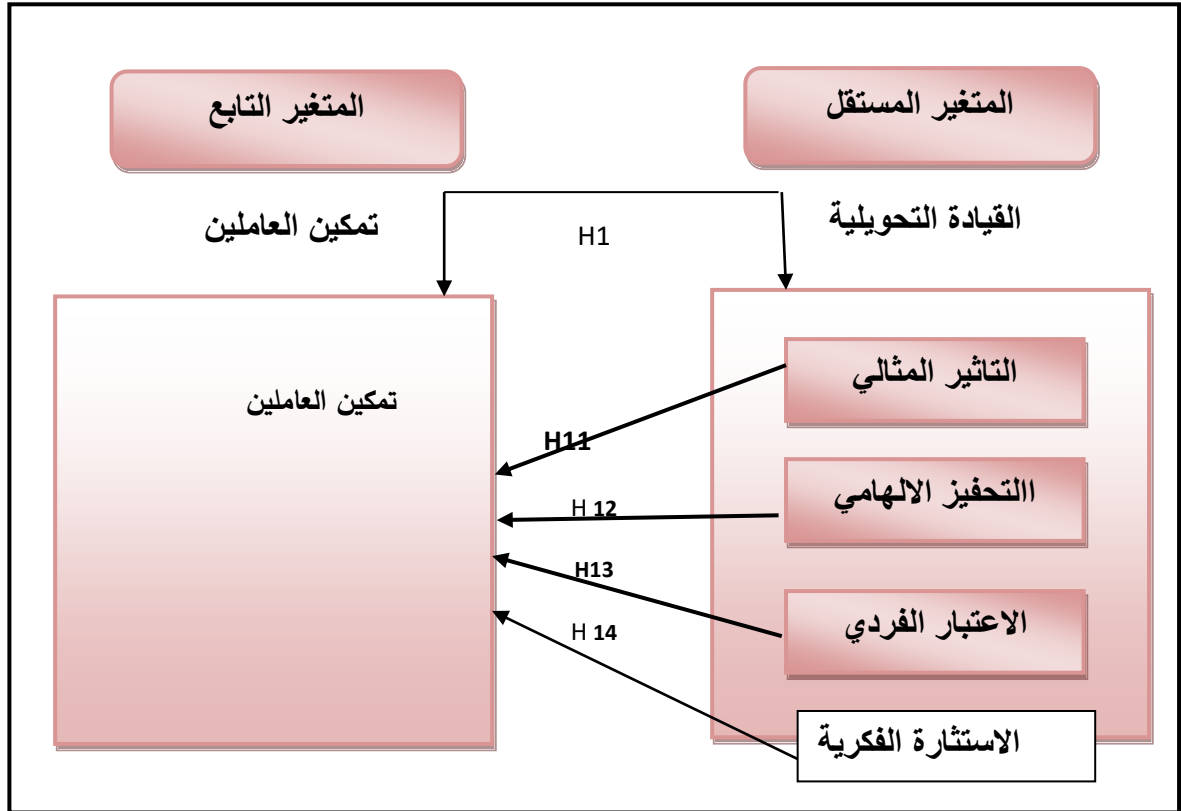 المتغير المستقل
المتغير التابع
القيادة التحويلية
تمكين العاملين
H1
التاثير المثالي
تمكين العاملين
H11
االتحفيز الالهامي
H 12
H13
الاعتبار الفردي
H 14
الاستثارة الفكرية